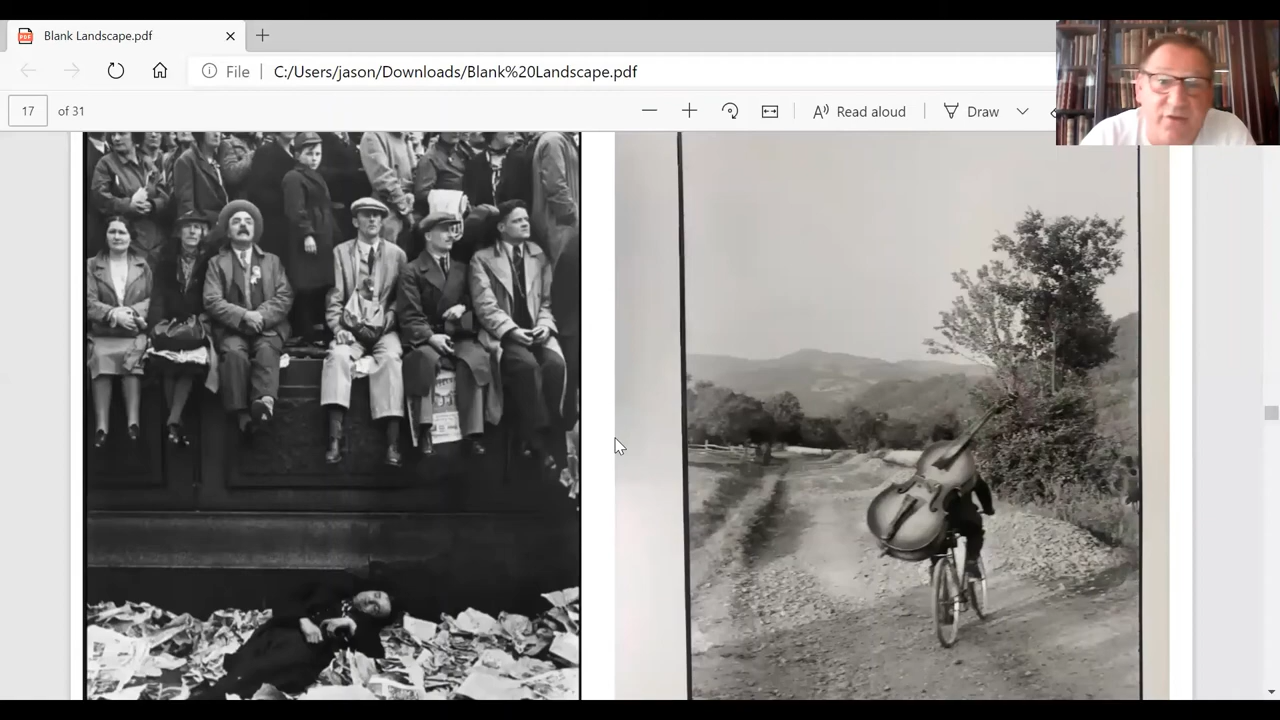 Blank Landscape.pdf
File C:/Users/jason/Downloads/Blank%20Landscape.pdf
17 of 31 Read aloud Draw